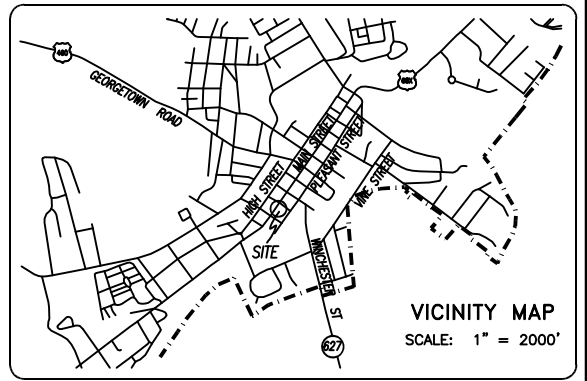 460
68X
GEORGETOWN ROAD
MAIN STREET
PLEASANT STREET
HIGH STREET
VINE STREET
SITE
WINCHESTER ST
627
VICINITY MAP
SCALE: 1" = 2000'